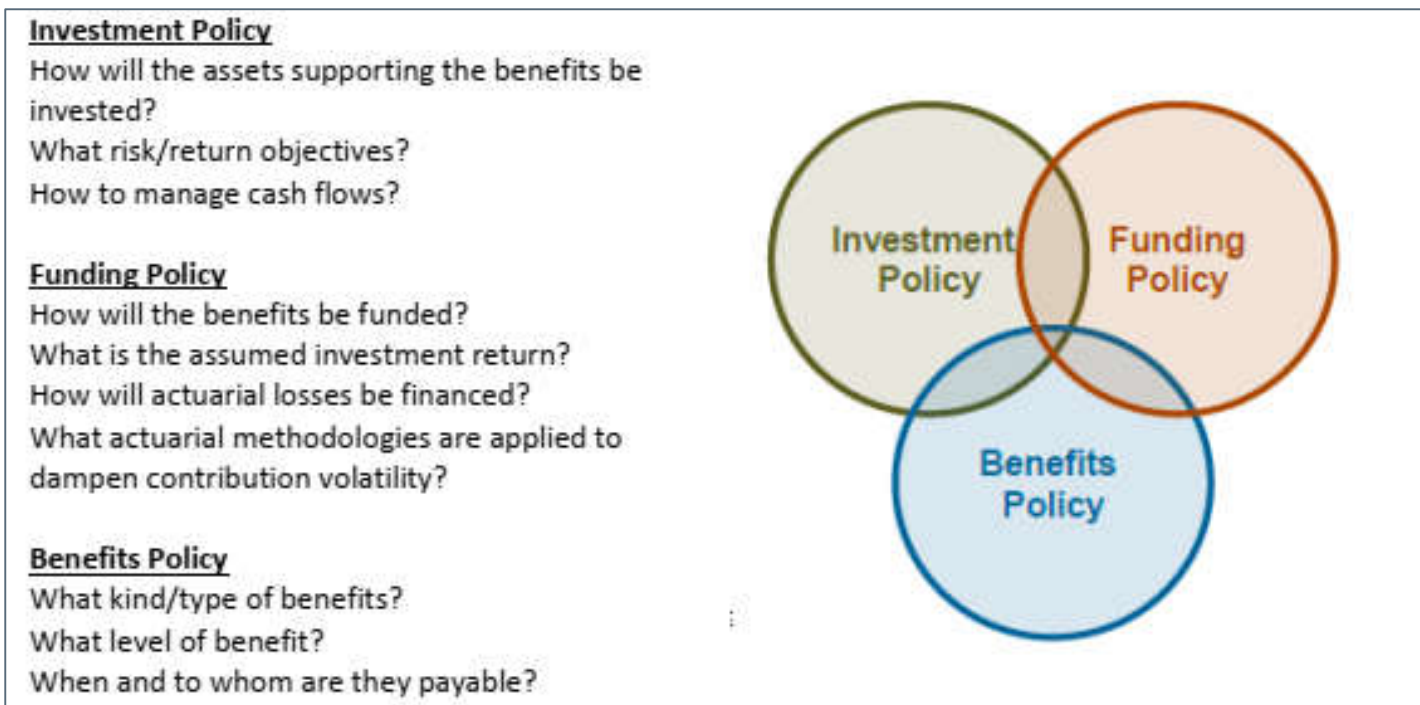 Investment Policy
How will the assets supporting the benefits be
invested?
What risk/return objectives?
How to manage cash flows?
Funding Policy
How will the benefits be funded?
What is the assumed investment return?
How will actuarial losses be financed?
What actuarial methodologies are applied to
dampen contribution volatility?
Benefits Policy
What kind/type of benefits?
What level of benefit?
When and to whom are they payable?
Investment
Policy
Funding
Policy
Benefits
Policy